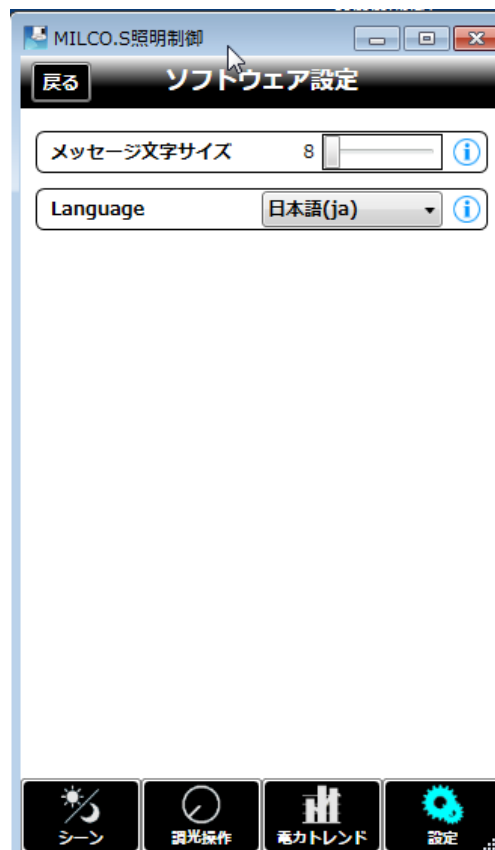 MILCO.S照明制御
戻る
ソフトウェア設定
メッセージ文字サイズ 8
Language 日本語(ja)
シーン
調光操作
電力トレンド
設定